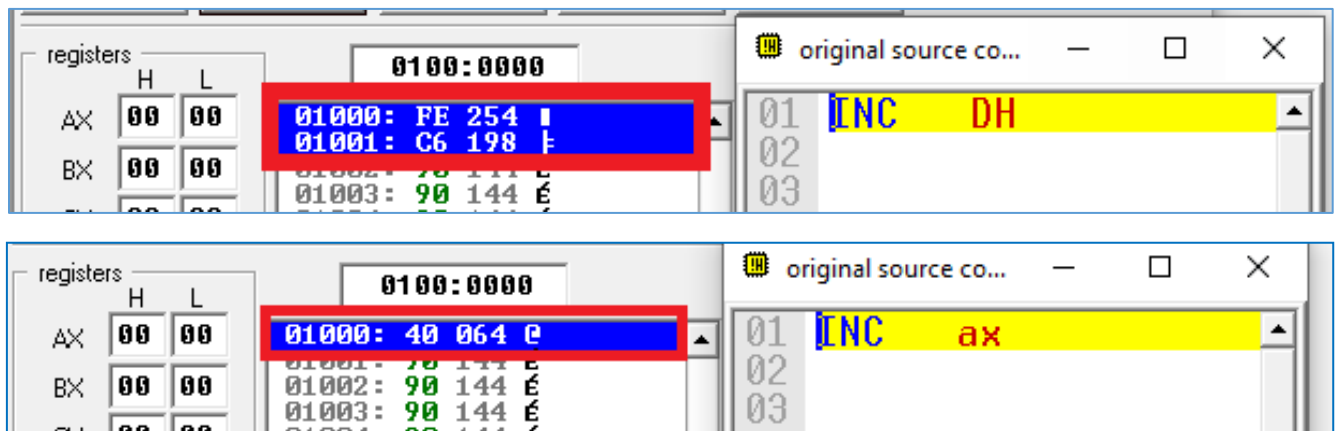 registers
H L
0100:0000
original source co...
AX 00 00
01000: FE 254
01 INC DH
01001: C6 198 ╞
02
BX 00 00
01003: 90 144 É
03
registers
H L
0100:0000
original source co...
AX 00 00
01000: 40 064 @
01 INC ax
02
BX 00 00
01002: 90 144 É
01003: 90 144 É
03